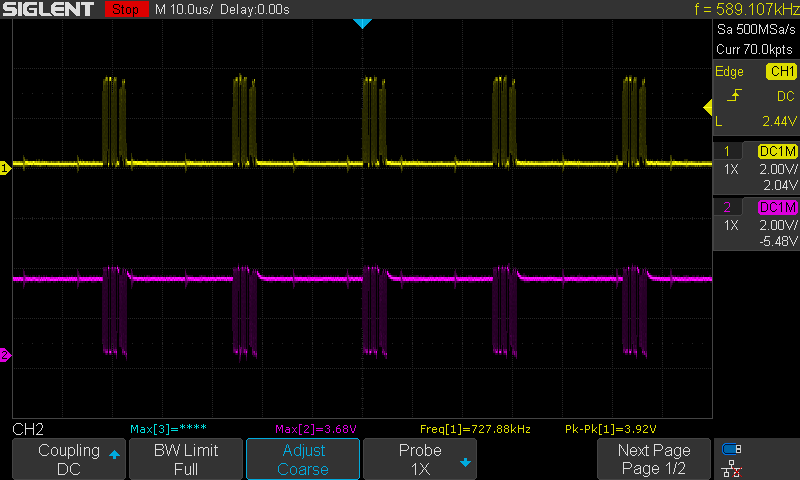 SIGLENT Stop M 10.0us/ Delay:0.00s f = 589.107kHz
Sa 500MSa/s
Curr 70.0kpts
Edge CH1
DC
L 2.44V
1 DC1M
1X 2.00V/
2.04V
2 DC1M
1X 2.00V/
-5.48V
1
2
CH2 Max[3]=**** Max[2]=3.68V Freq[1]=727.88kHz Pk-Pk[1]=3.92V
Coupling BW Limit Adjust Probe Next Page
DC Full Coarse 1X Page 1/2